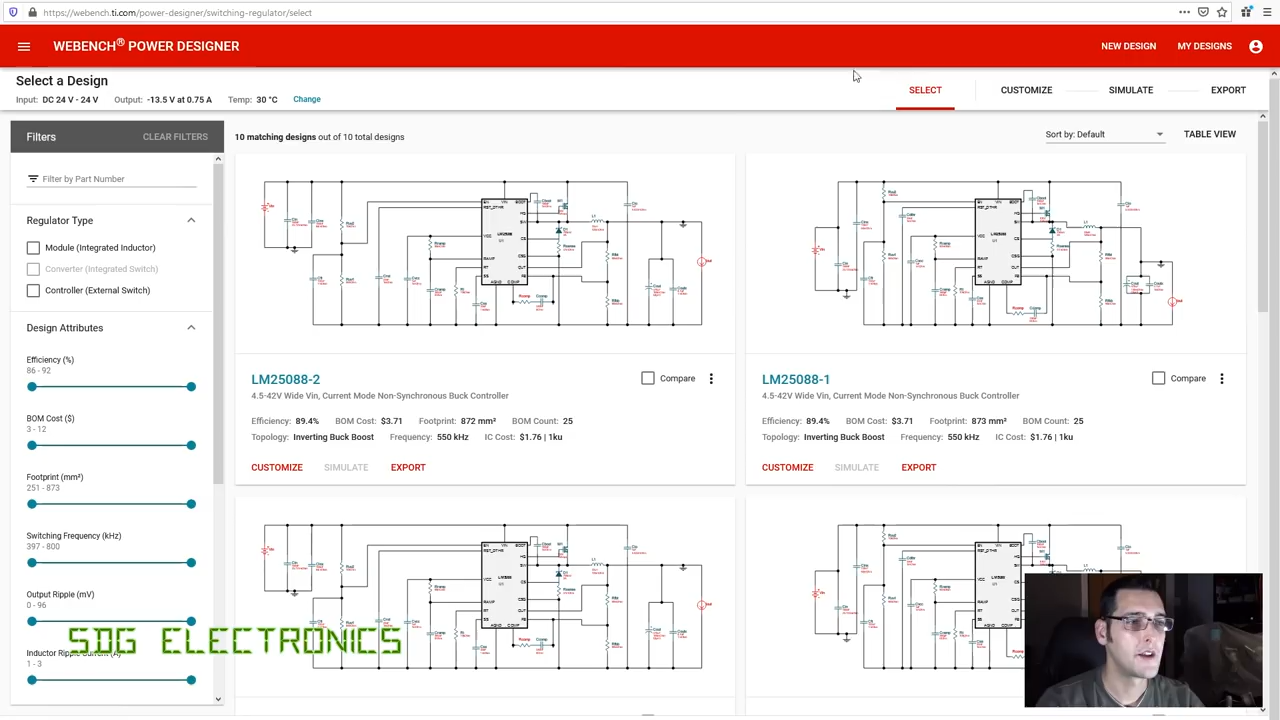 https://webench.ti.com/power-designer/switching-regulator/select
WEBENCH® POWER DESIGNER
NEW DESIGN
MY DESIGNS
Select a Design
Input: DC 24 V - 24 V Output: -13.5 V at 0.75 A Temp: 30 °C Change
SELECT
CUSTOMIZE
SIMULATE
EXPORT
Filters
CLEAR FILTERS
10 matching designs out of 10 total designs
Sort by: Default
TABLE VIEW
Filter by Part Number
Regulator Type
Module (Integrated Inductor)
Converter (Integrated Switch)
Controller (External Switch)
Design Attributes
Efficiency (%)
86 - 92
BOM Cost ($)
3 - 12
Footprint (mm²)
251 - 873
Switching Frequency (kHz)
397 - 800
Output Ripple (mV)
0 - 96
Inductor Ripple Current (A)
1 - 3
LM25088-2
Compare
4.5-42V Wide Vin, Current Mode Non-Synchronous Buck Controller
Efficiency: 89.4% BOM Cost: $3.71 Footprint: 872 mm² BOM Count: 25
Topology: Inverting Buck Boost Frequency: 550 kHz IC Cost: $1.76 | 1ku
CUSTOMIZE SIMULATE EXPORT
LM25088-1
Compare
4.5-42V Wide Vin, Current Mode Non-Synchronous Buck Controller
Efficiency: 89.4% BOM Cost: $3.71 Footprint: 873 mm² BOM Count: 25
Topology: Inverting Buck Boost Frequency: 550 kHz IC Cost: $1.76 | 1ku
CUSTOMIZE SIMULATE EXPORT
SDG ELECTRONICS